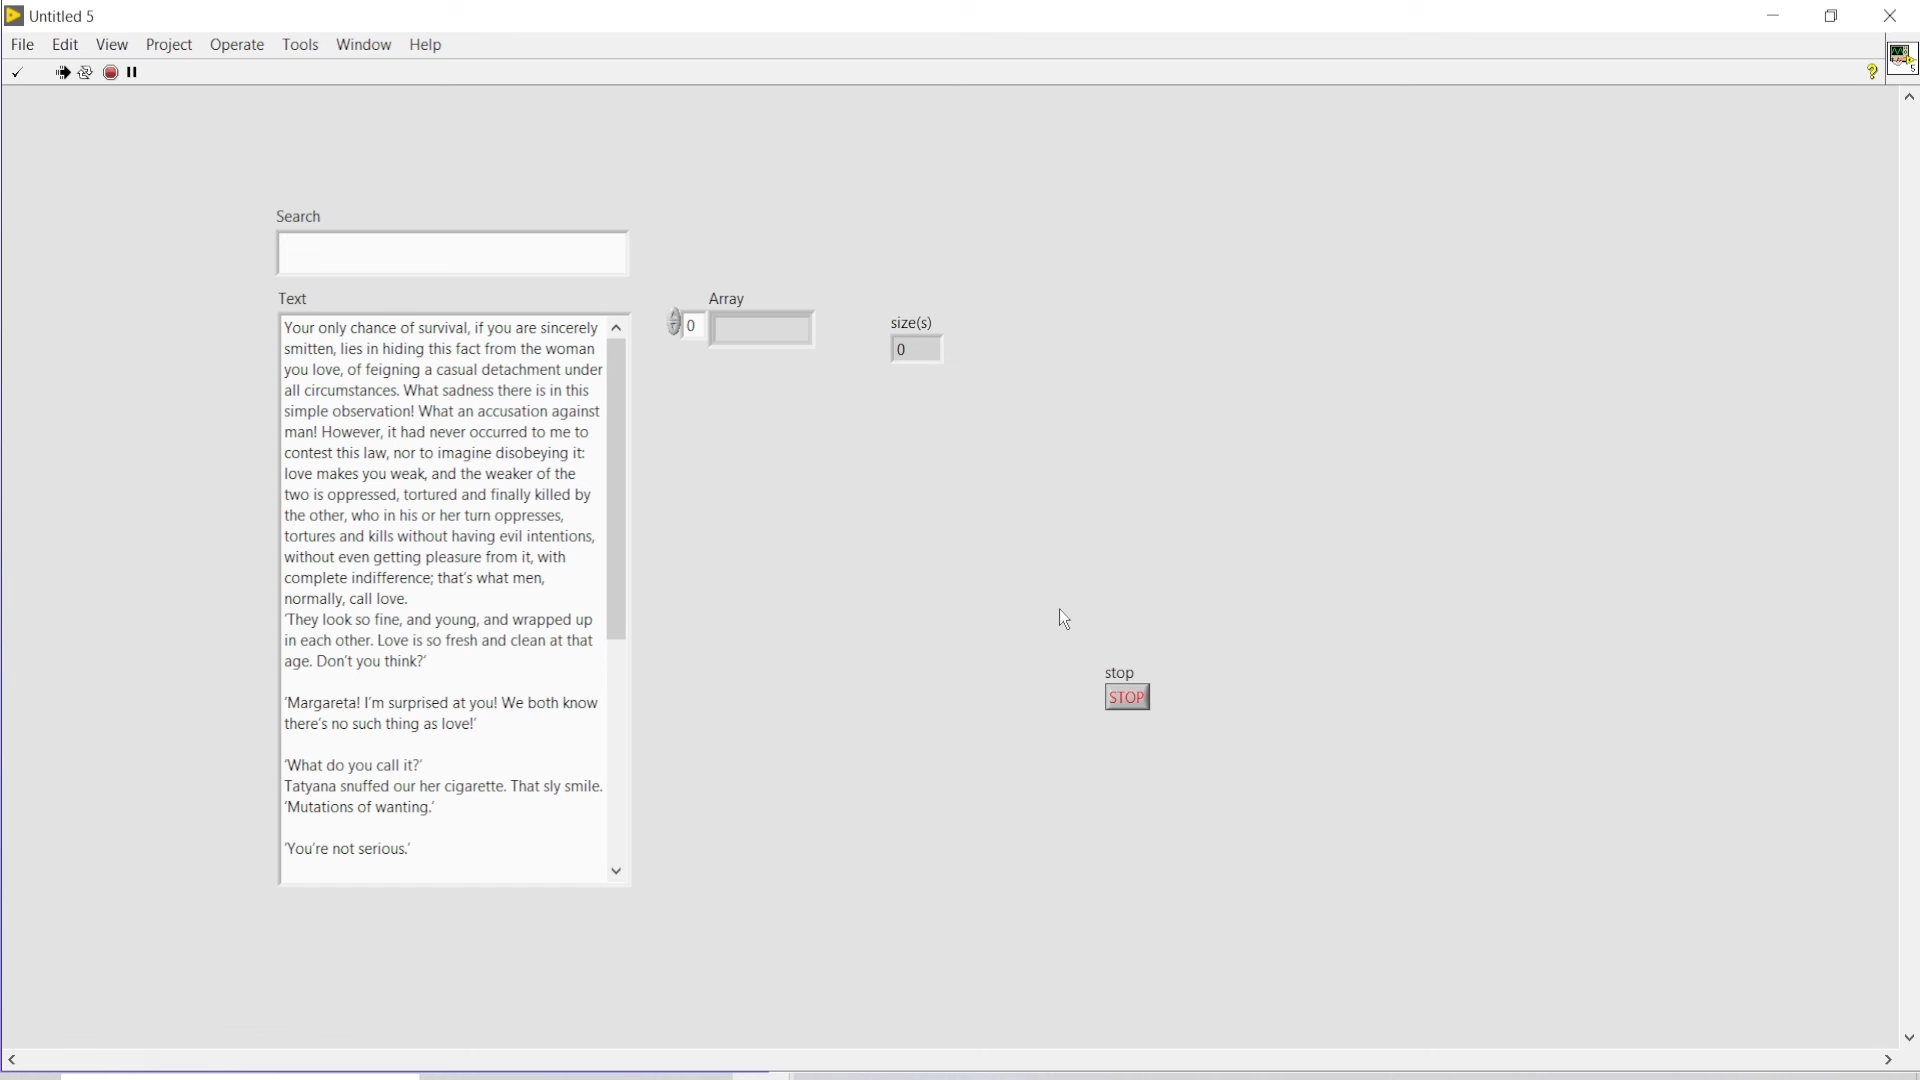 Untitled 5
File Edit View Project Operate Tools Window Help
Search
Text
Your only chance of survival, if you are sincerely
smitten, lies in hiding this fact from the woman
you love, of feigning a casual detachment under
all circumstances. What sadness there is in this
simple observation! What an accusation against
man! However, it had never occurred to me to
contest this law, nor to imagine disobeying it:
love makes you weak, and the weaker of the
two is oppressed, tortured and finally killed by
the other, who in his or her turn oppresses,
tortures and kills without having evil intentions,
without even getting pleasure from it, with
complete indifference; that's what men,
normally, call love.
'They look so fine, and young, and wrapped up
in each other. Love is so fresh and clean at that
age. Don't you think?'
'Margareta! I'm surprised at you! We both know
there's no such thing as love!'
'What do you call it?'
Tatyana snuffed our her cigarette. That sly smile.
'Mutations of wanting.'
'You're not serious.'
Array
0
size(s)
0
stop
STOP
5